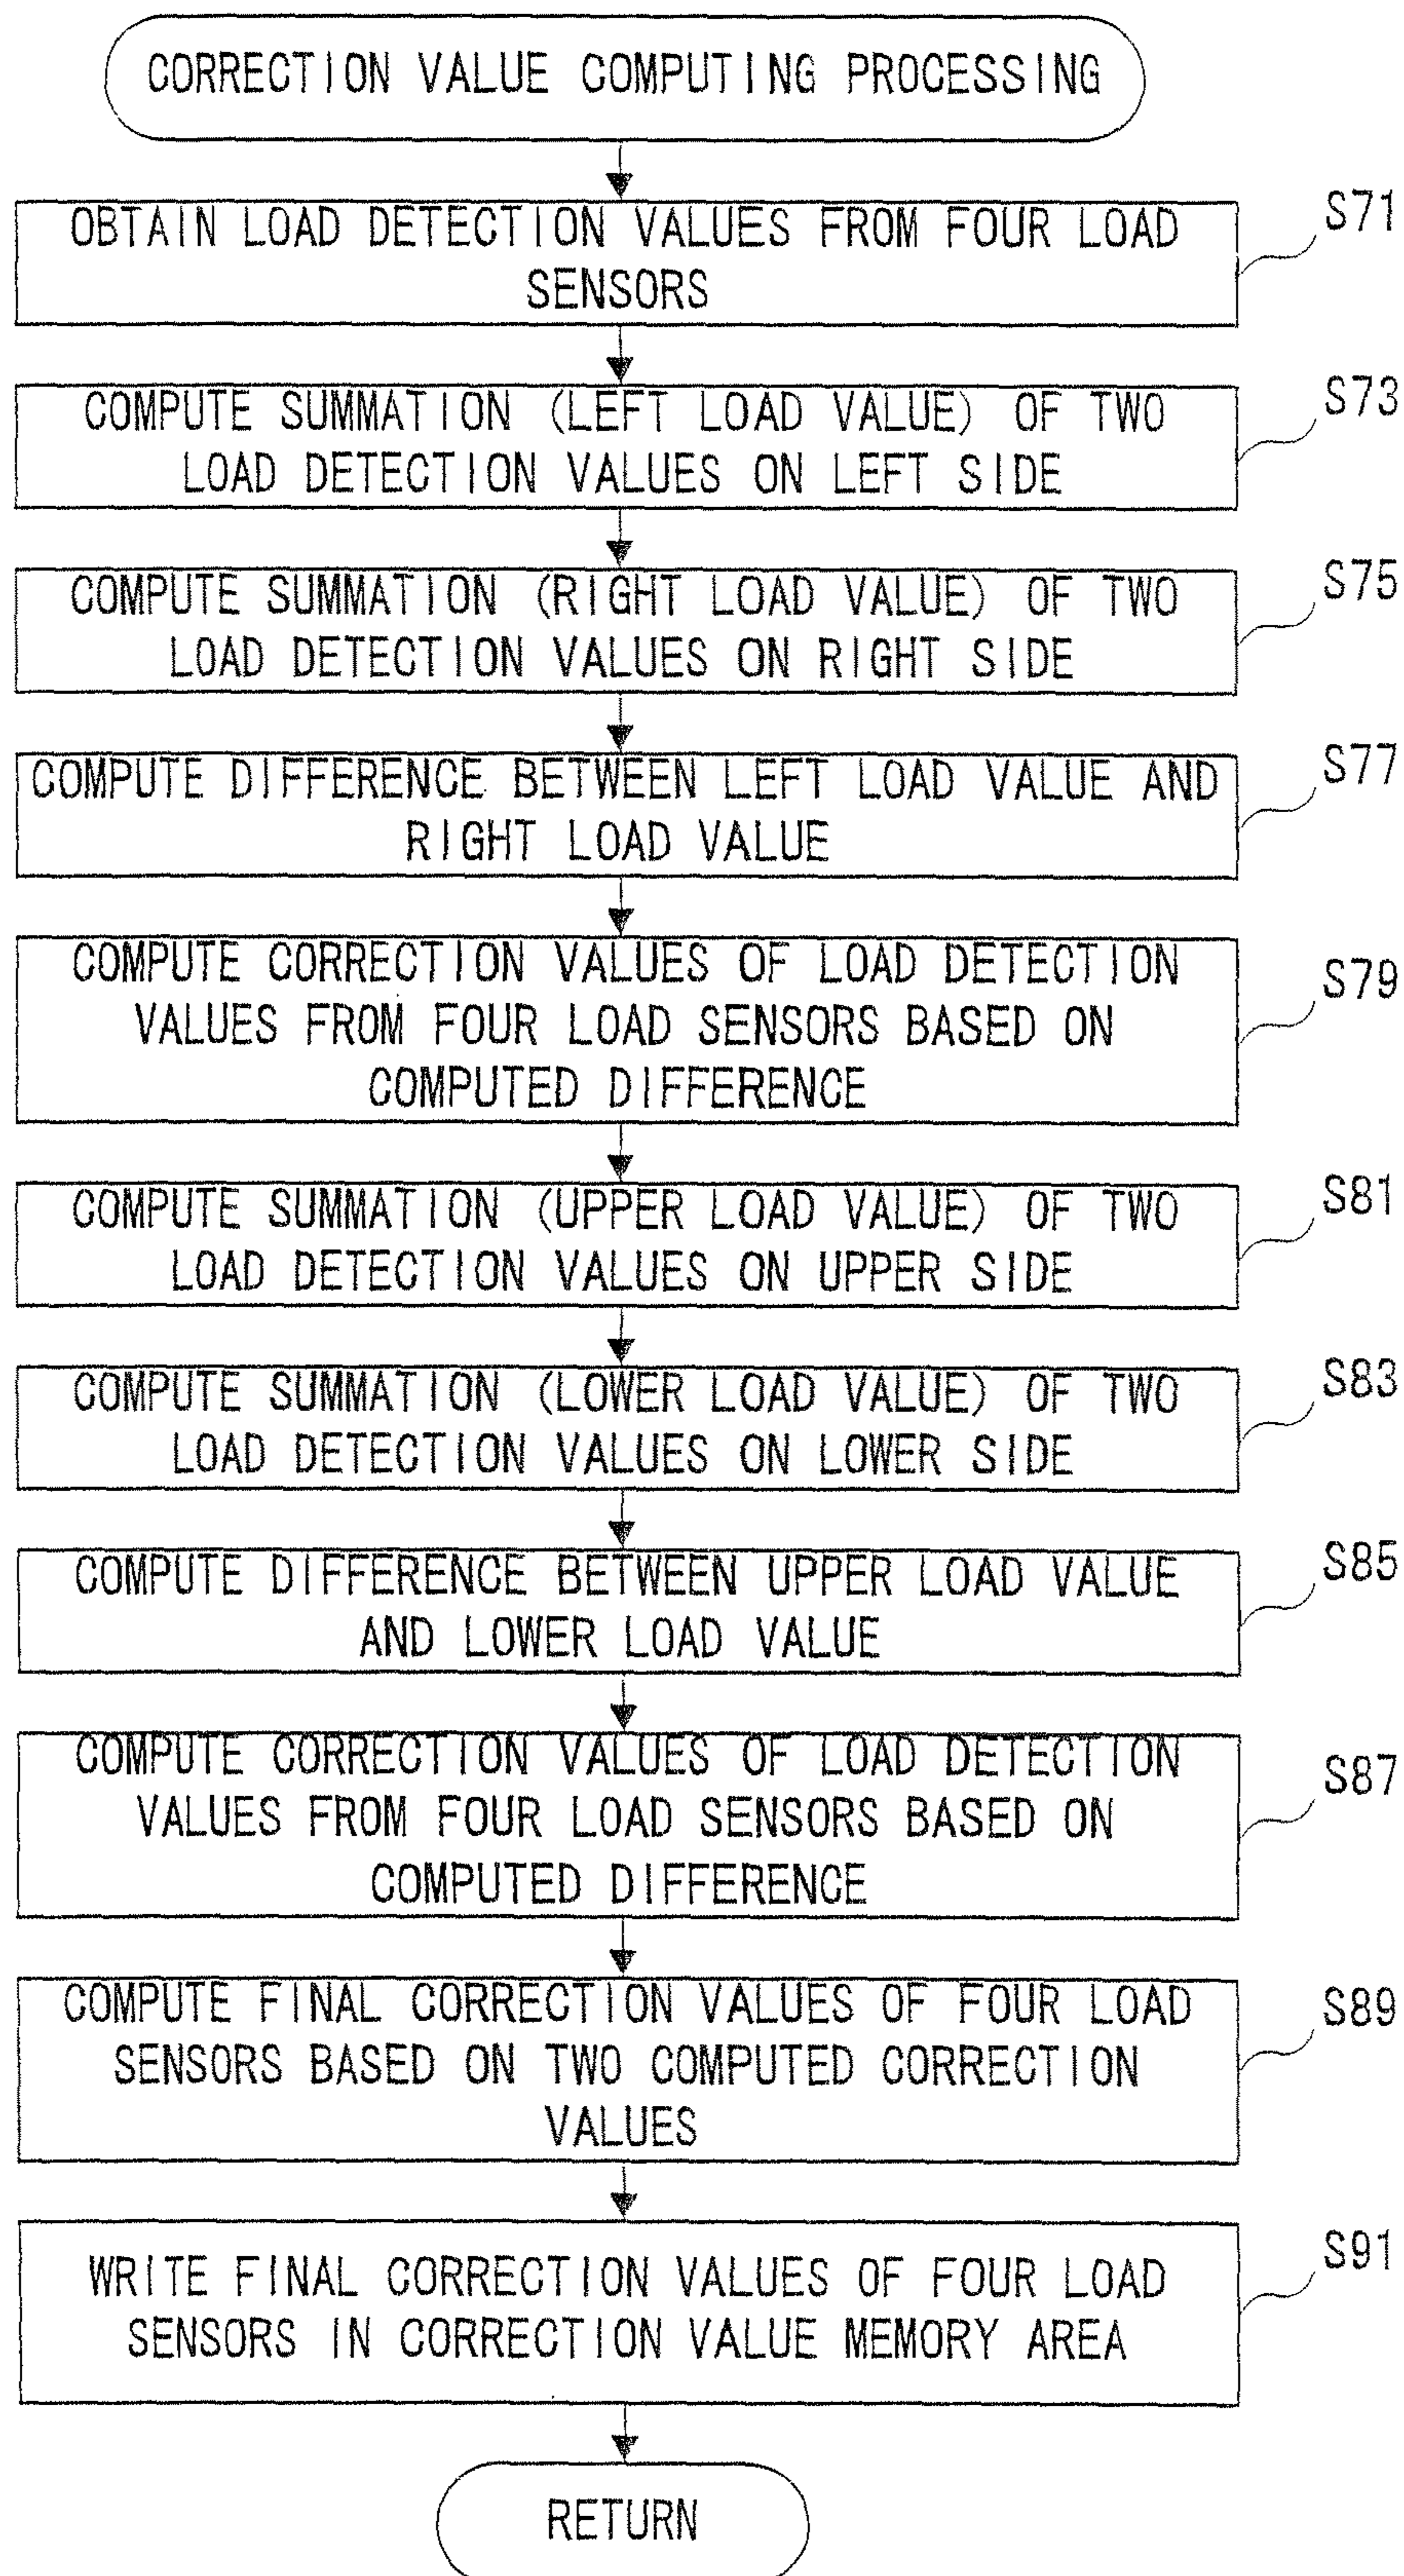 CORRECTION VALUE COMPUTING PROCESSING
OBTAIN LOAD DETECTION VALUES FROM FOUR LOAD
SENSORS
S71
COMPUTE SUMMATION (LEFT LOAD VALUE) OF TWO
LOAD DETECTION VALUES ON LEFT SIDE
S73
COMPUTE SUMMATION (RIGHT LOAD VALUE) OF TWO
LOAD DETECTION VALUES ON RIGHT SIDE
S75
COMPUTE DIFFERENCE BETWEEN LEFT LOAD VALUE AND
RIGHT LOAD VALUE
S77
COMPUTE CORRECTION VALUES OF LOAD DETECTION
VALUES FROM FOUR LOAD SENSORS BASED ON
COMPUTED DIFFERENCE
S79
COMPUTE SUMMATION (UPPER LOAD VALUE) OF TWO
LOAD DETECTION VALUES ON UPPER SIDE
S81
COMPUTE SUMMATION (LOWER LOAD VALUE) OF TWO
LOAD DETECTION VALUES ON LOWER SIDE
S83
COMPUTE DIFFERENCE BETWEEN UPPER LOAD VALUE
AND LOWER LOAD VALUE
S85
COMPUTE CORRECTION VALUES OF LOAD DETECTION
VALUES FROM FOUR LOAD SENSORS BASED ON
COMPUTED DIFFERENCE
S87
COMPUTE FINAL CORRECTION VALUES OF FOUR LOAD
SENSORS BASED ON TWO COMPUTED CORRECTION
VALUES
S89
WRITE FINAL CORRECTION VALUES OF FOUR LOAD
SENSORS IN CORRECTION VALUE MEMORY AREA
S91
RETURN